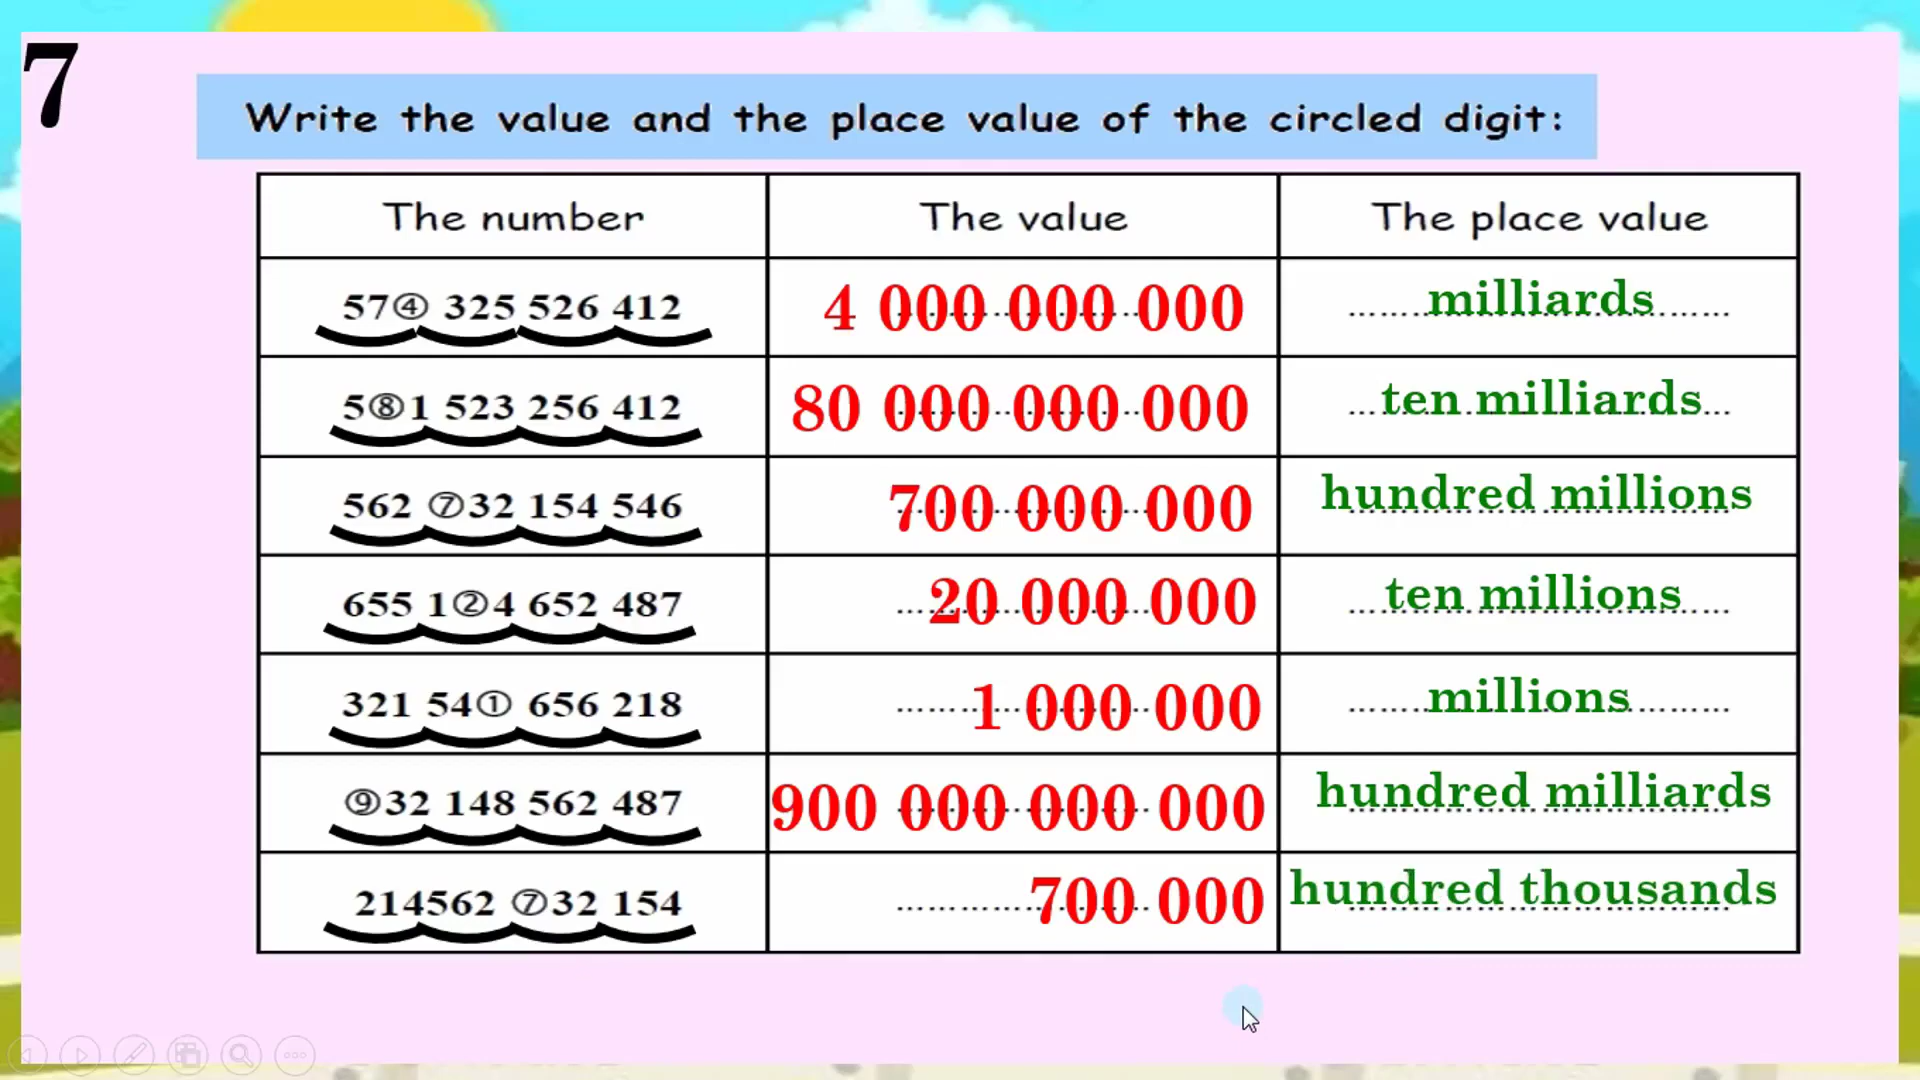 7
Write the value and the place value of the circled digit:
The number The value The place value
57④ 325 526 412 4 000 000 000 milliards
5⑧1 523 256 412 80 000 000 000 ten milliards
562 ⑦32 154 546 700 000 000 hundred millions
655 1②4 652 487 20 000 000 ten millions
321 54① 656 218 1 000 000 millions
⑨32 148 562 487 900 000 000 000 hundred milliards
214562 ⑦32 154 700 000 hundred thousands